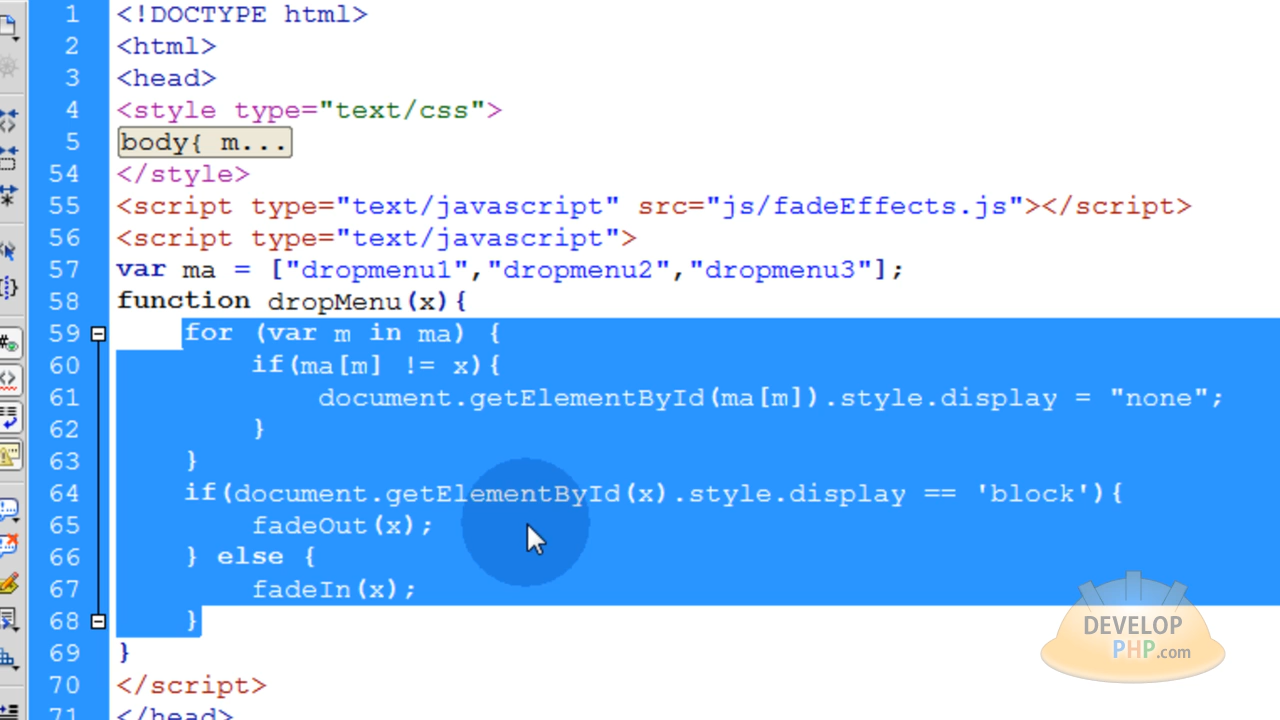 1 <!DOCTYPE html>
2 <html>
3 <head>
4 <style type="text/css">
5 body{ m...
54 </style>
55 <script type="text/javascript" src="js/fadeEffects.js"></script>
56 <script type="text/javascript">
57 var ma = ["dropmenu1","dropmenu2","dropmenu3"];
58 function dropMenu(x){
59 for (var m in ma) {
60 if(ma[m] != x){
61 document.getElementById(ma[m]).style.display = "none";
62 }
63 }
64 if(document.getElementById(x).style.display == 'block'){
65 fadeOut(x);
66 } else {
67 fadeIn(x);
68 }
69 }
70 </script>
71 </head>
DEVELOP
PHP.com